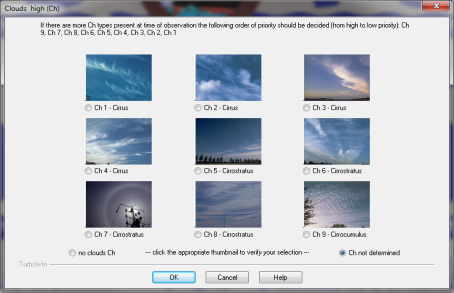 Clouds high (Ch)
If there are more Ch types present at time of observation the following order of priority should be decided (from high to low priority): Ch
9, Ch 7, Ch 8, Ch 6, Ch 5, Ch 4, Ch 3, Ch 2, Ch 1
Ch 1 - Cirrus
Ch 2 - Cirrus
Ch 3 - Cirrus
Ch 4 - Cirrus
Ch 5 - Cirrostratus
Ch 6 - Cirrostratus
Ch 7 - Cirrostratus
Ch 8 - Cirrostratus
Ch 9 - Cirrocumulus
no clouds Ch
--- click the appropriate thumbnail to verify your selection ---
Ch not determined
TurboWin
OK
Cancel
Help